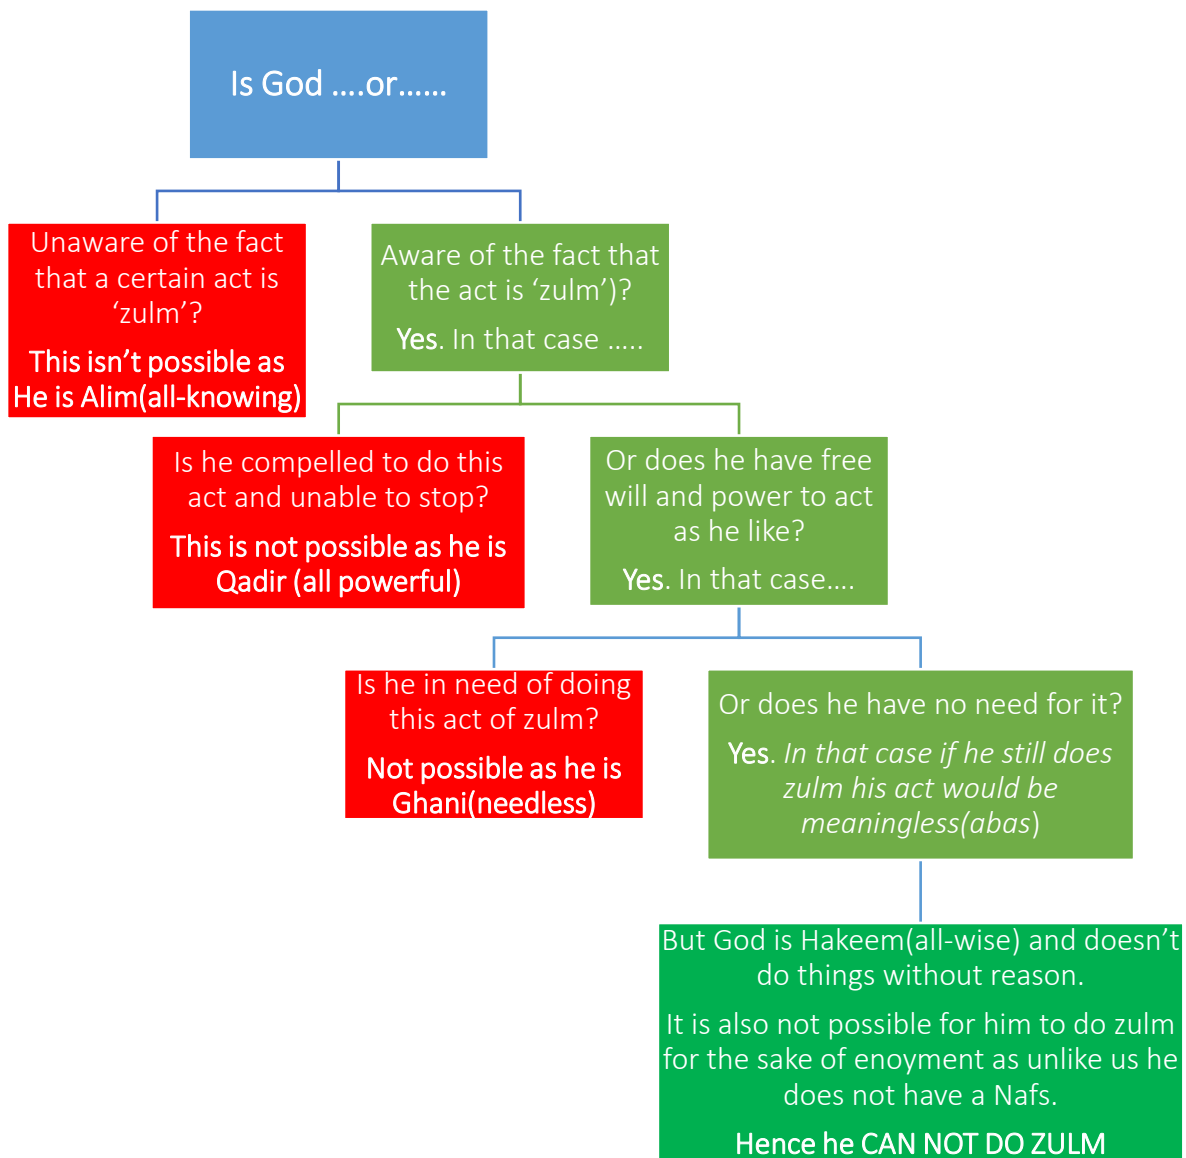 Is God ....or......
Unaware of the fact
that a certain act is
‘zulm’?
This isn’t possible as
He is Alim(all-knowing)
Aware of the fact that
the act is ‘zulm’)?
Yes. In that case .....
Is he compelled to do this
act and unable to stop?
This is not possible as he is
Qadir (all powerful)
Or does he have free
will and power to act
as he like?
Yes. In that case....
Is he in need of doing
this act of zulm?
Not possible as he is
Ghani(needless)
Or does he have no need for it?
Yes. In that case if he still does
zulm his act would be
meaningless(abas)
But God is Hakeem(all-wise) and doesn’t
do things without reason.
It is also not possible for him to do zulm
for the sake of enoyment as unlike us he
does not have a Nafs.
Hence he CAN NOT DO ZULM